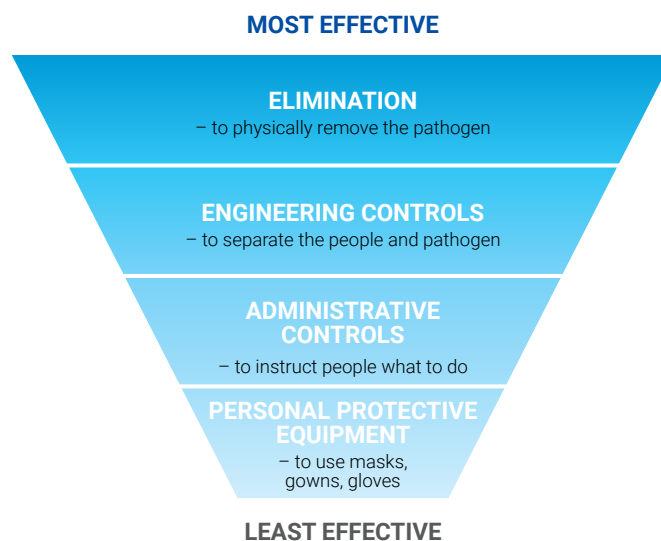 MOST EFFECTIVE
ELIMINATION
– to physically remove the pathogen
ENGINEERING CONTROLS
– to separate the people and pathogen
ADMINISTRATIVE
CONTROLS
– to instruct people what to do
PERSONAL PROTECTIVE
EQUIPMENT
– to use masks,
gowns, gloves
LEAST EFFECTIVE